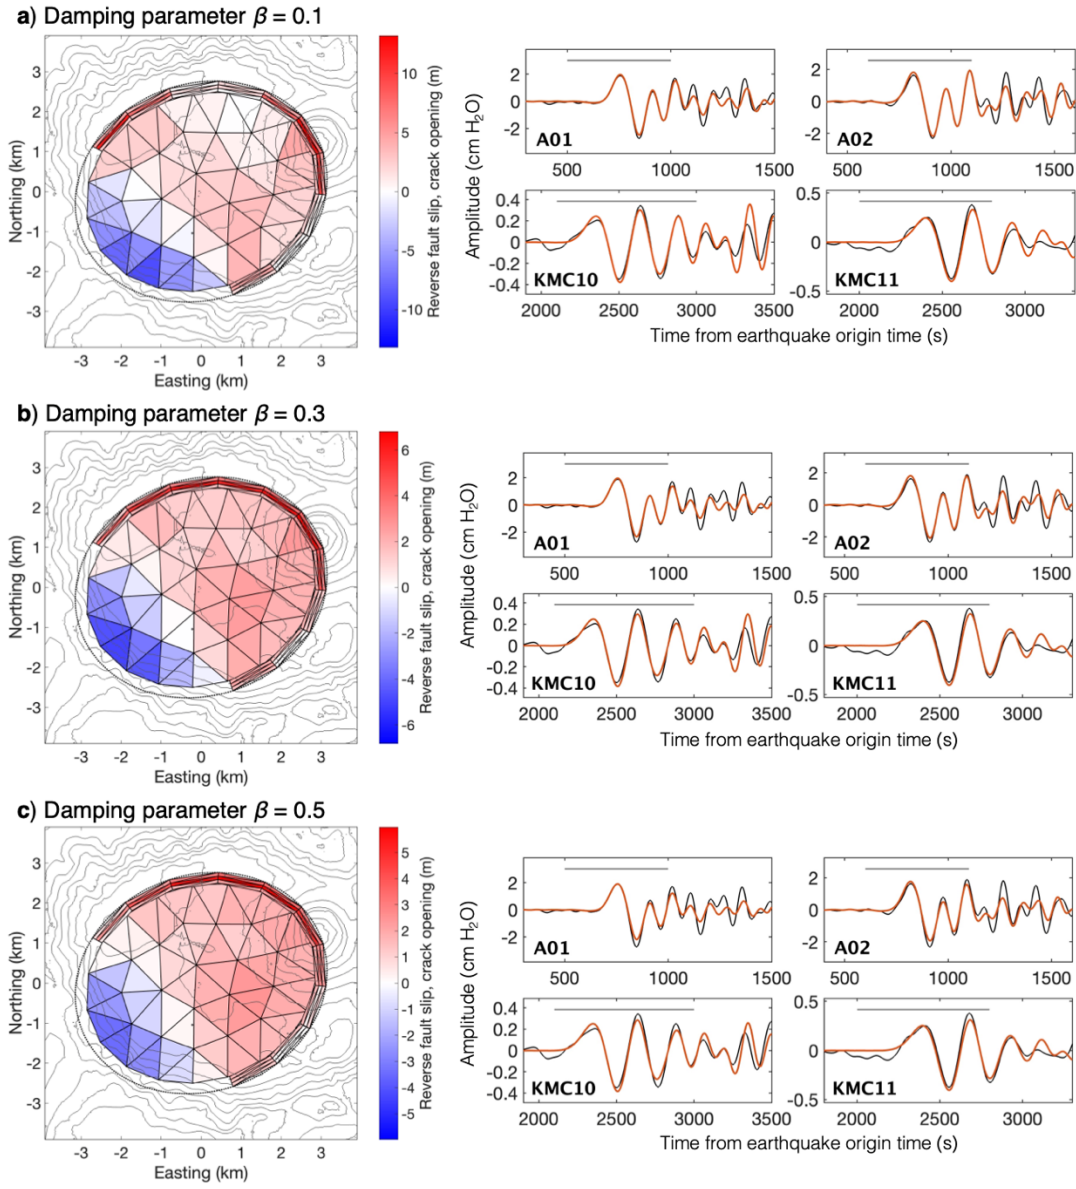 a) Damping parameter β = 0.1
3
2
1
0
-1
-2
-3
Northing (km)
-3 -2 -1 0 1 2 3
Easting (km)
10
5
0
-5
-10
Reverse fault slip, crack opening (m)
Amplitude (cm H2O)
2
0
-2
A01
500 1000 1500
2
0
-2
A02
500 1000 1500
0.4
0.2
0
-0.2
-0.4
KMC10
2000 2500 3000 3500
0.5
0
-0.5
KMC11
2000 2500 3000
Time from earthquake origin time (s)
b) Damping parameter β = 0.3
3
2
1
0
-1
-2
-3
Northing (km)
-3 -2 -1 0 1 2 3
Easting (km)
6
4
2
0
-2
-4
-6
Reverse fault slip, crack opening (m)
Amplitude (cm H2O)
2
0
-2
A01
500 1000 1500
2
0
-2
A02
500 1000 1500
0.4
0.2
0
-0.2
-0.4
KMC10
2000 2500 3000 3500
0.5
0
-0.5
KMC11
2000 2500 3000
Time from earthquake origin time (s)
c) Damping parameter β = 0.5
3
2
1
0
-1
-2
-3
Northing (km)
-3 -2 -1 0 1 2 3
Easting (km)
5
4
3
2
1
0
-1
-2
-3
-4
-5
Reverse fault slip, crack opening (m)
Amplitude (cm H2O)
2
0
-2
A01
500 1000 1500
2
0
-2
A02
500 1000 1500
0.4
0.2
0
-0.2
-0.4
KMC10
2000 2500 3000 3500
0.5
0
-0.5
KMC11
2000 2500 3000
Time from earthquake origin time (s)